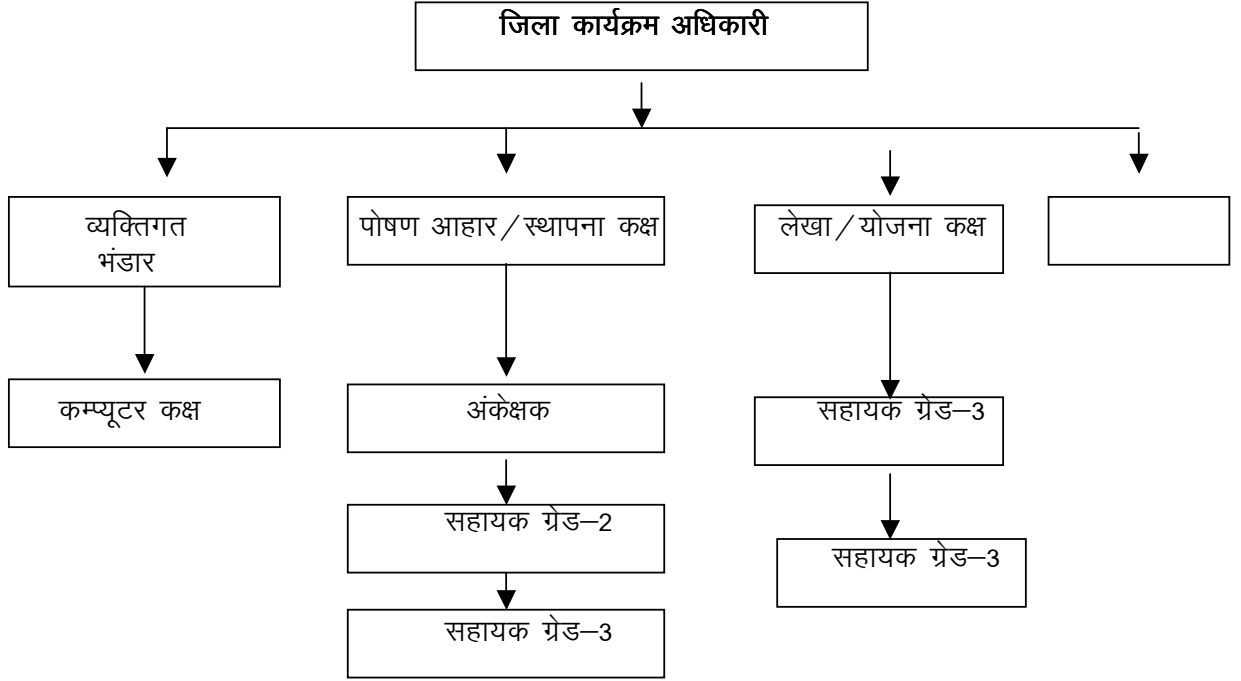 जिला कार्यक्रम अधिकारी
व्यक्तिगत
भंडार
पोषण आहार/स्थापना कक्ष
लेखा/योजना कक्ष
कम्प्यूटर कक्ष
अंकेक्षक
सहायक ग्रेड–3
सहायक ग्रेड–2
सहायक ग्रेड–3
सहायक ग्रेड–3